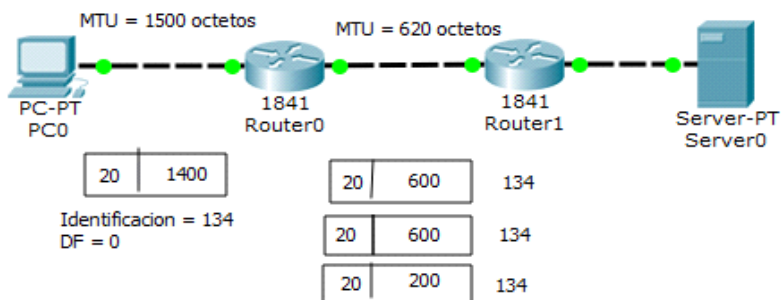 MTU = 1500 octetos
MTU = 620 octetos
PC-PT
PC0
1841
Router0
1841
Router1
Server-PT
Server0
20 1400
Identificacion = 134
DF = 0
20 600 134
20 600 134
20 200 134